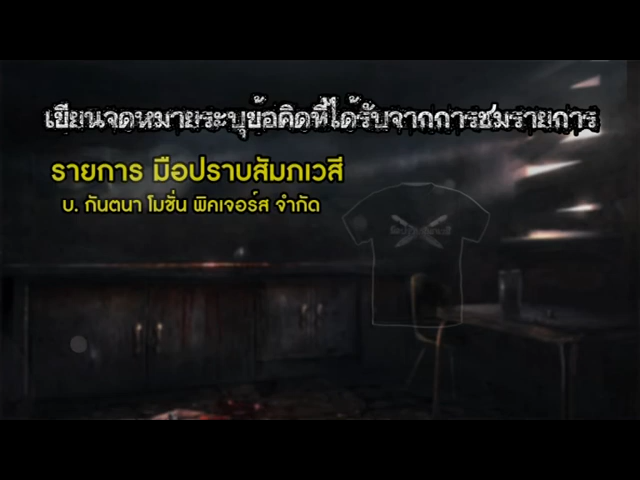 เขียนจดหมายระบุข้อคิดที่ได้รับจากการชมรายการ
รายการ มือปราบสัมภเวสี
บ. กันตนา โมชั่น พิคเจอร์ส จำกัด